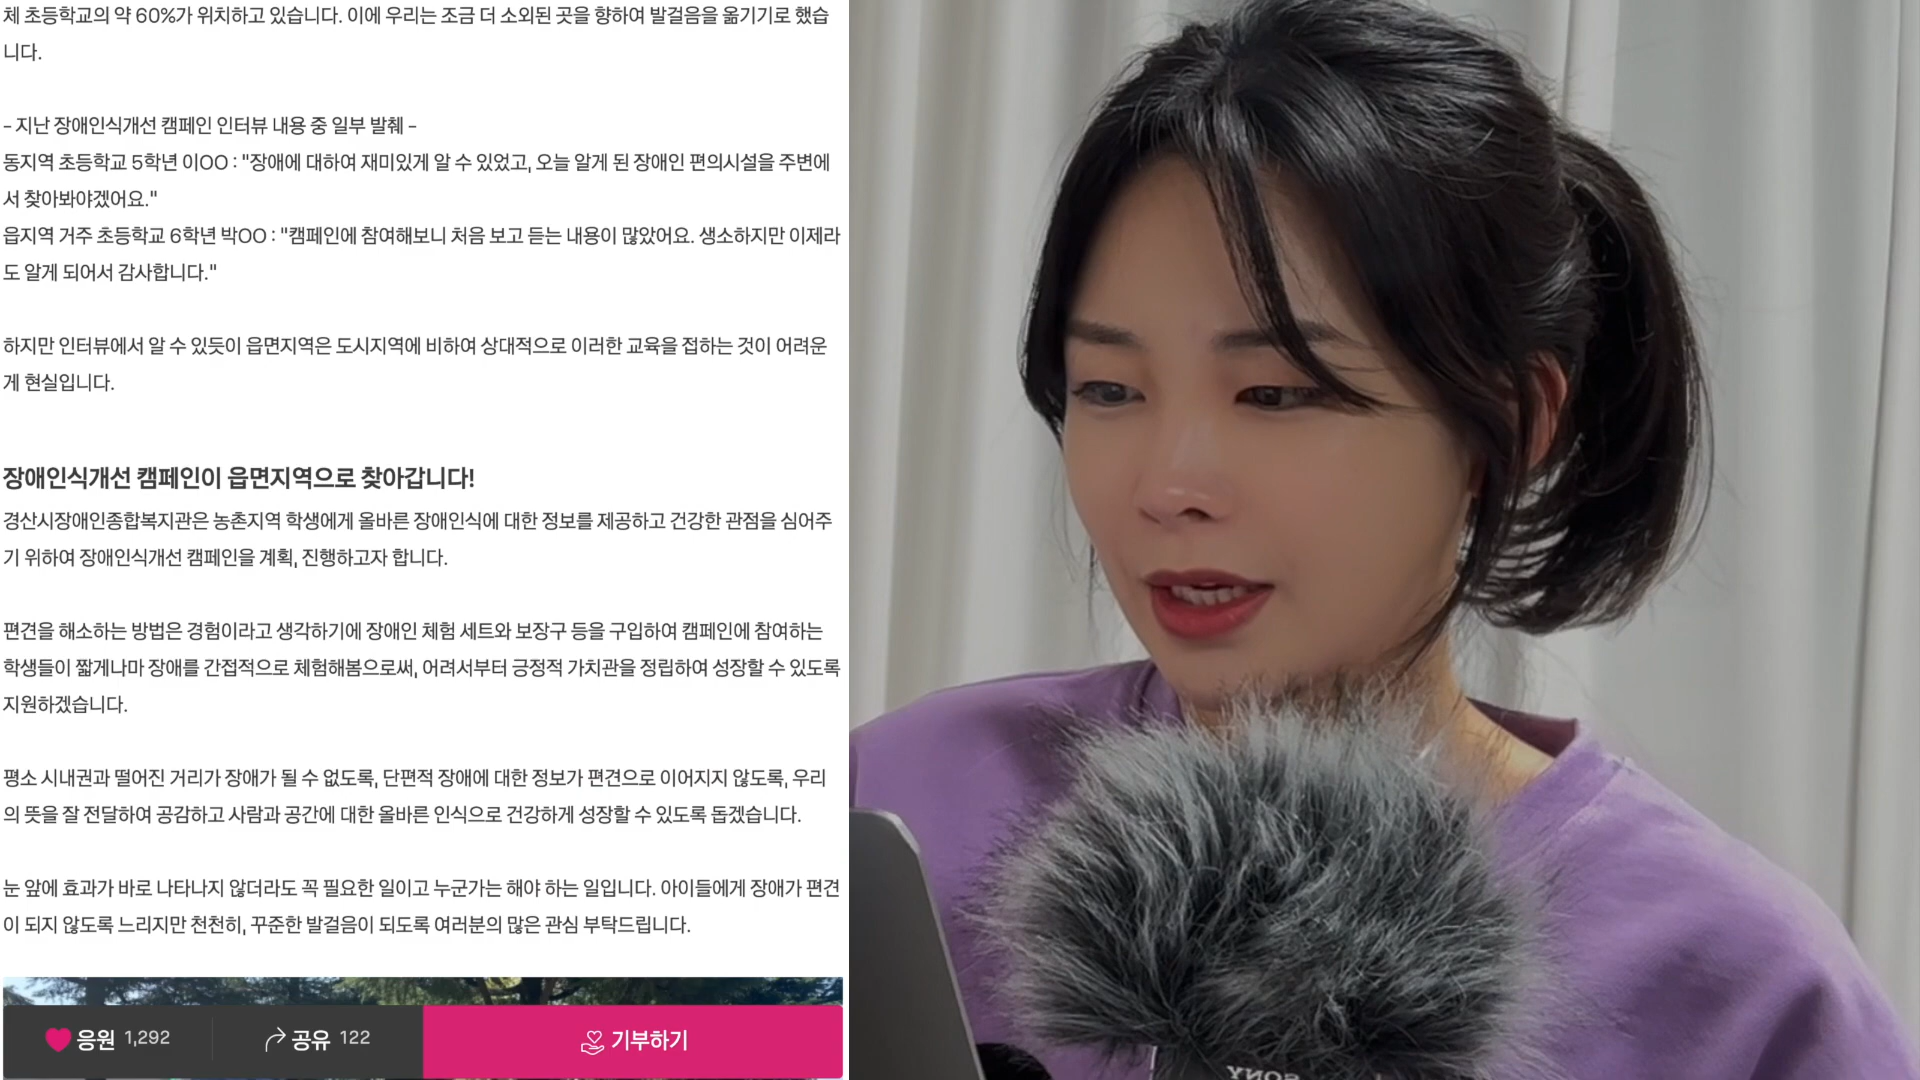 체 초등학교의 약 60%가 위치하고 있습니다. 이에 우리는 조금 더 소외된 곳을 향하여 발걸음을 옮기기로 했습
니다.
- 지난 장애인식개선 캠페인 인터뷰 내용 중 일부 발췌 -
동지역 초등학교 5학년 이OO : "장애에 대하여 재미있게 알 수 있었고, 오늘 알게 된 장애인 편의시설을 주변에
서 찾아봐야겠어요."
읍지역 거주 초등학교 6학년 박OO : "캠페인에 참여해보니 처음 보고 듣는 내용이 많았어요. 생소하지만 이제라
도 알게 되어서 감사합니다."
하지만 인터뷰에서 알 수 있듯이 읍면지역은 도시지역에 비하여 상대적으로 이러한 교육을 접하는 것이 어려운
게 현실입니다.
장애인식개선 캠페인이 읍면지역으로 찾아갑니다!
경산시장애인종합복지관은 농촌지역 학생에게 올바른 장애인식에 대한 정보를 제공하고 건강한 관점을 심어주
기 위하여 장애인식개선 캠페인을 계획, 진행하고자 합니다.
편견을 해소하는 방법은 경험이라고 생각하기에 장애인 체험 세트와 보장구 등을 구입하여 캠페인에 참여하는
학생들이 짧게나마 장애를 간접적으로 체험해봄으로써, 어려서부터 긍정적 가치관을 정립하여 성장할 수 있도록
지원하겠습니다.
평소 시내권과 떨어진 거리가 장애가 될 수 없도록, 단편적 장애에 대한 정보가 편견으로 이어지지 않도록, 우리
의 뜻을 잘 전달하여 공감하고 사람과 공간에 대한 올바른 인식으로 건강하게 성장할 수 있도록 돕겠습니다.
눈 앞에 효과가 바로 나타나지 않더라도 꼭 필요한 일이고 누군가는 해야 하는 일입니다. 아이들에게 장애가 편견
이 되지 않도록 느리지만 천천히, 꾸준한 발걸음이 되도록 여러분의 많은 관심 부탁드립니다.
응원 1,292 공유 122 기부하기
SONY